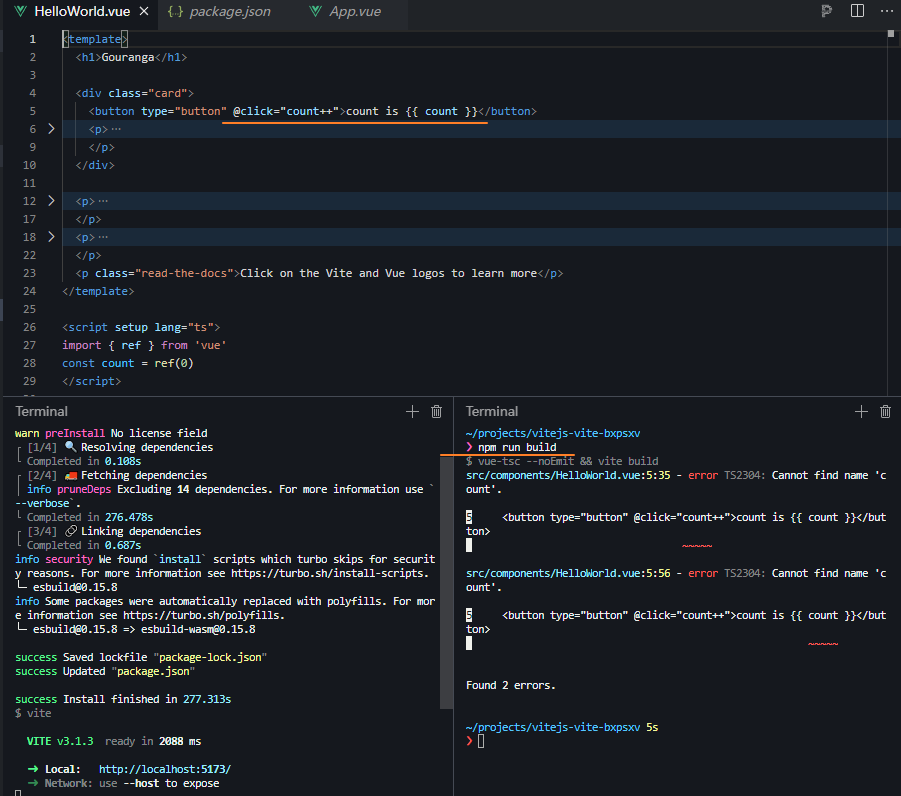 HelloWorld.vue
package.json
App.vue
1 <template>
2 <h1>Gouranga</h1>
3
4 <div class="card">
5 <button type="button" @click="count++">count is {{ count }}</button>
6 <p>…
9 </p>
10 </div>
11
12 <p>…
17 </p>
18 <p>…
22 </p>
23 <p class="read-the-docs">Click on the Vite and Vue logos to learn more</p>
24 </template>
25
26 <script setup lang="ts">
27 import { ref } from 'vue'
28 const count = ref(0)
29 </script>
Terminal
warn preInstall No license field
[1/4] 🔍 Resolving dependencies
Completed in 0.108s
[2/4] 🚚 Fetching dependencies
info pruneDeps Excluding 14 dependencies. For more information use `
--verbose`.
Completed in 276.478s
[3/4] 🔗 Linking dependencies
Completed in 0.687s
info security We found `install` scripts which turbo skips for securit
y reasons. For more information see https://turbo.sh/install-scripts.
└─ esbuild@0.15.8
info Some packages were automatically replaced with polyfills. For mor
e information see https://turbo.sh/polyfills.
└─ esbuild@0.15.8 => esbuild-wasm@0.15.8
success Saved lockfile "package-lock.json"
success Updated "package.json"
success Install finished in 277.313s
$ vite
VITE v3.1.3 ready in 2088 ms
➜ Local: http://localhost:5173/
➜ Network: use --host to expose
Terminal
~/projects/vitejs-vite-bxpsxv
❯ npm run build
$ vue-tsc --noEmit && vite build
src/components/HelloWorld.vue:5:35 - error TS2304: Cannot find name 'c
ount'.
5 <button type="button" @click="count++">count is {{ count }}</but
ton>
~~~~~
src/components/HelloWorld.vue:5:56 - error TS2304: Cannot find name 'c
ount'.
5 <button type="button" @click="count++">count is {{ count }}</but
ton>
~~~~~
Found 2 errors.
~/projects/vitejs-vite-bxpsxv 5s
❯